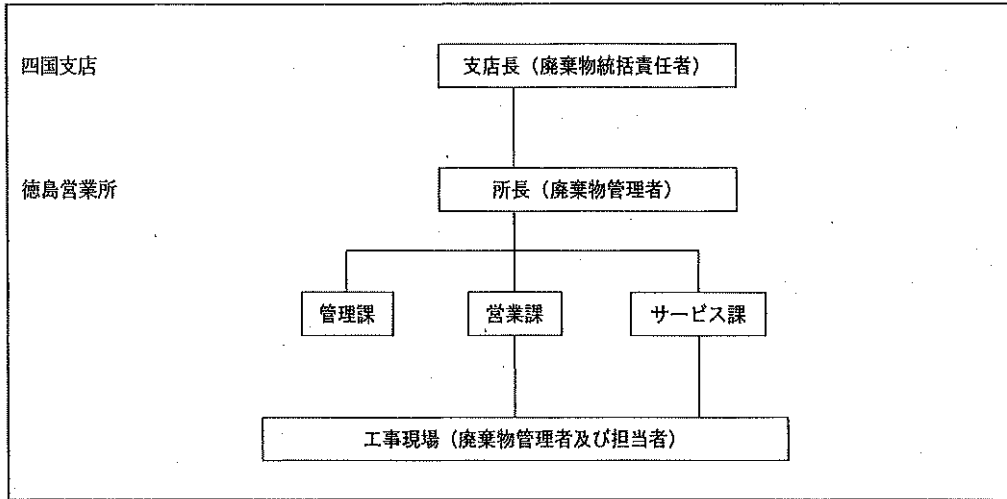 四国支店
支店長（廃棄物統括責任者）
徳島営業所
所長（廃棄物管理者）
管理課
営業課
サービス課
工事現場（廃棄物管理者及び担当者）